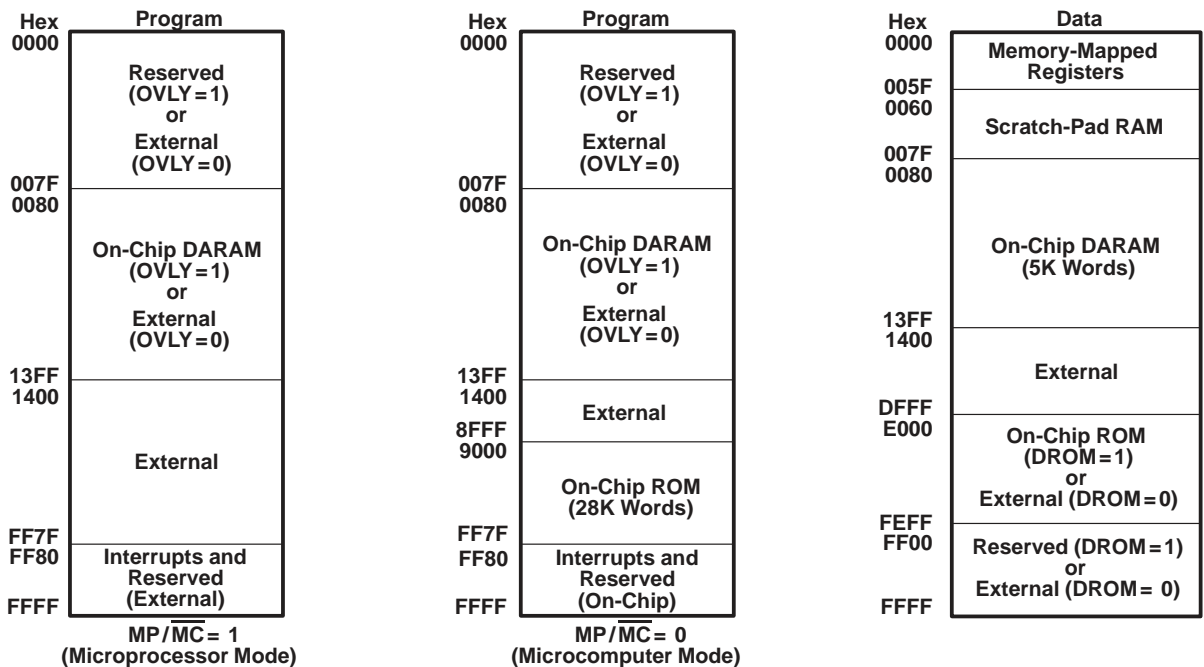 Hex
Program
0000
Reserved
(OVLY = 1)
or
External
(OVLY = 0)
007F
0080
On-Chip DARAM
(OVLY = 1)
or
External
(OVLY = 0)
13FF
1400
External
FF7F
FF80
Interrupts and
Reserved
(External)
FFFF
MP/MC = 1
(Microprocessor Mode)
Hex
Program
0000
Reserved
(OVLY = 1)
or
External
(OVLY = 0)
007F
0080
On-Chip DARAM
(OVLY = 1)
or
External
(OVLY = 0)
13FF
1400
External
8FFF
9000
On-Chip ROM
(28K Words)
FF7F
FF80
Interrupts and
Reserved
(On-Chip)
FFFF
MP/MC = 0
(Microcomputer Mode)
Hex
Data
0000
Memory-Mapped
Registers
005F
0060
Scratch-Pad RAM
007F
0080
On-Chip DARAM
(5K Words)
13FF
1400
External
DFFF
E000
On-Chip ROM
(DROM = 1)
or
External (DROM = 0)
FEFF
FF00
Reserved (DROM = 1)
or
External (DROM = 0)
FFFF